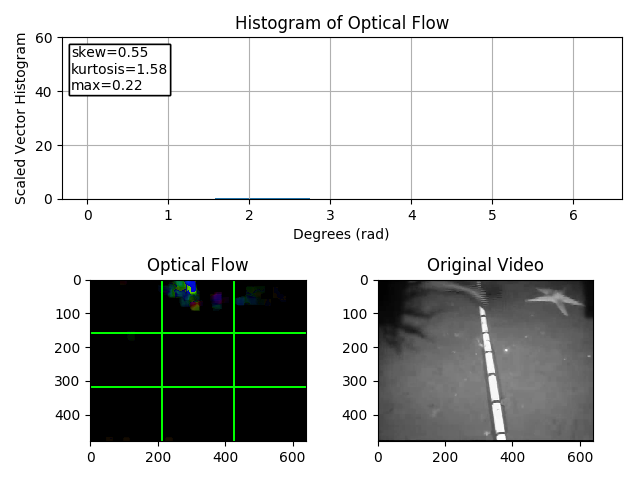 Histogram of Optical Flow
Scaled Vector Histogram
60
40
20
0
skew=0.55
kurtosis=1.58
max=0.22
0 1 2 3 4 5 6
Degrees (rad)
Optical Flow
0
100
200
300
400
0 200 400 600
Original Video
0
100
200
300
400
0 200 400 600